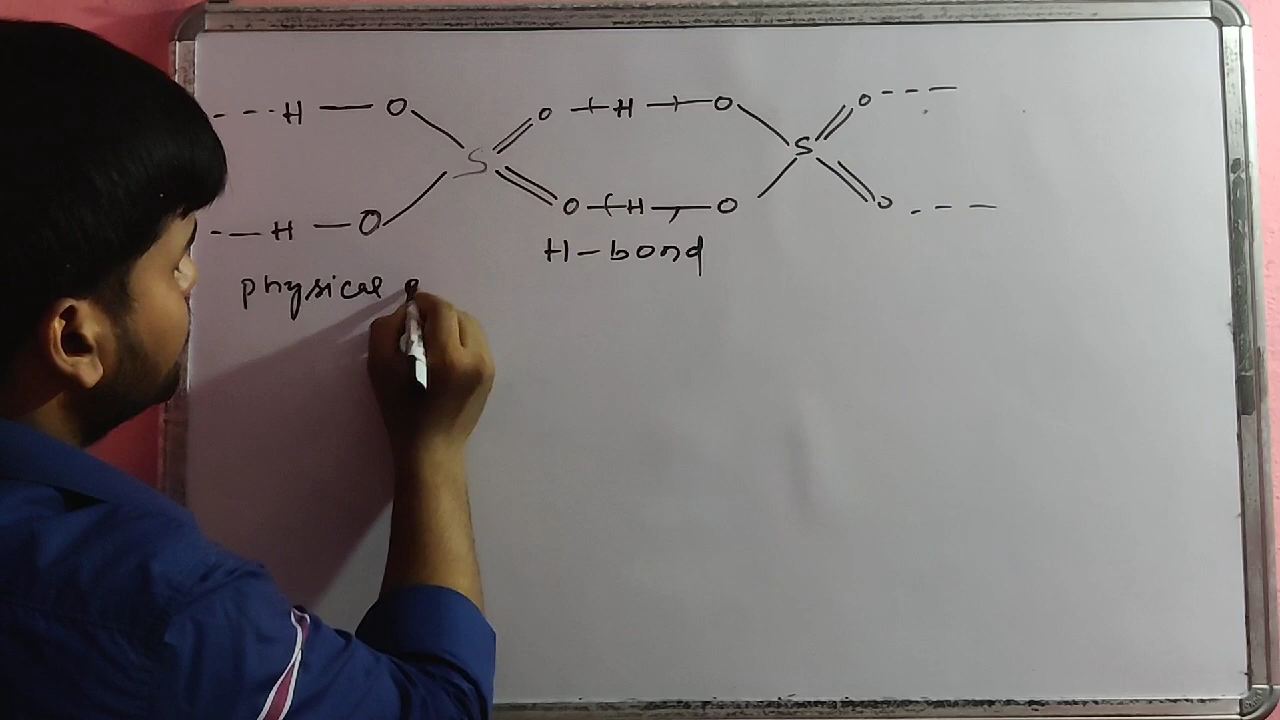 ---H — O S O — H — O S O ---
-—H — O O — H — O O ---
H-bond
physical